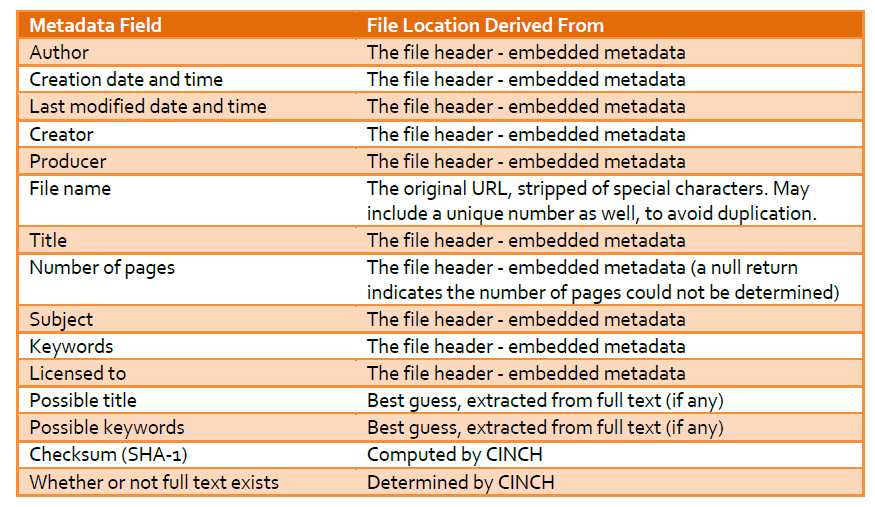 Metadata Field File Location Derived From
Author The file header - embedded metadata
Creation date and time The file header - embedded metadata
Last modified date and time The file header - embedded metadata
Creator The file header - embedded metadata
Producer The file header - embedded metadata
File name The original URL, stripped of special characters. May
include a unique number as well, to avoid duplication.
Title The file header - embedded metadata
Number of pages The file header - embedded metadata (a null return
indicates the number of pages could not be determined)
Subject The file header - embedded metadata
Keywords The file header - embedded metadata
Licensed to The file header - embedded metadata
Possible title Best guess, extracted from full text (if any)
Possible keywords Best guess, extracted from full text (if any)
Checksum (SHA-1) Computed by CINCH
Whether or not full text exists Determined by CINCH